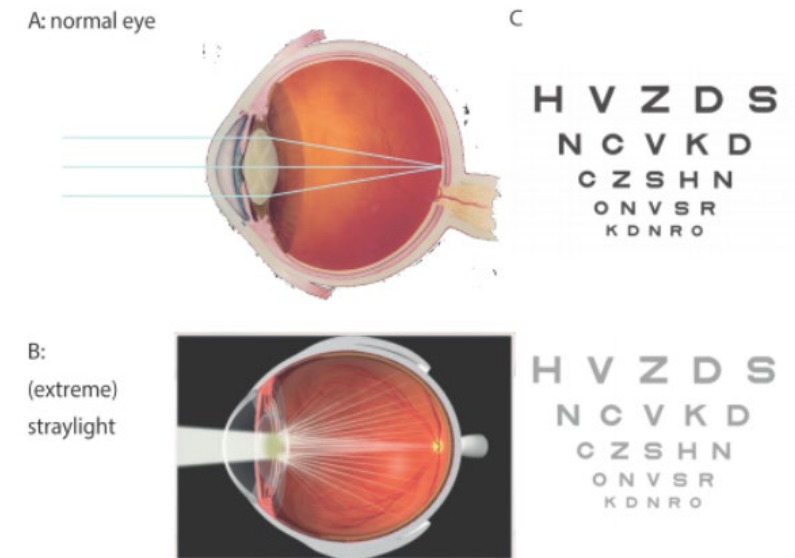 A: normal eye
C
H V Z D S
N C V K D
C Z S H N
O N V S R
K D N R O
B:
(extreme)
straylight
H V Z D S
N C V K D
C Z S H N
O N V S R
K D N R O